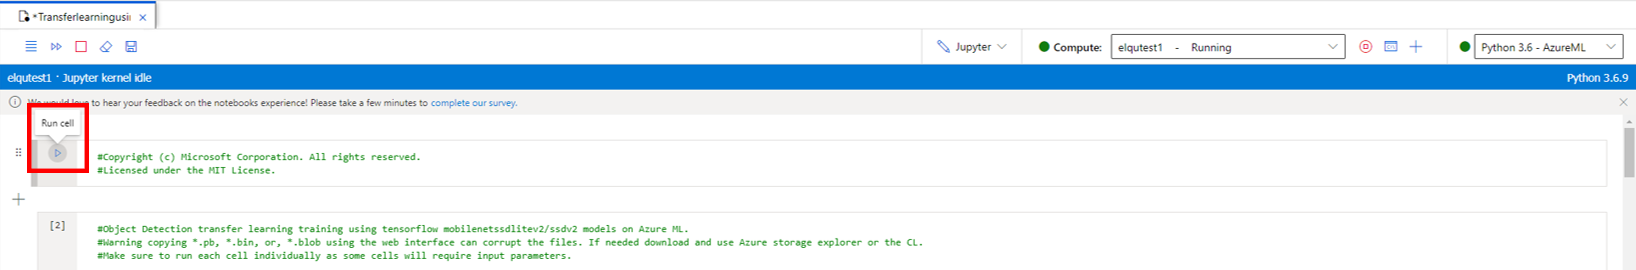 *Transferlearningusin
Jupyter
Compute:
elqutest1 - Running
Python 3.6 - AzureML
elqutest1 · Jupyter kernel idle
Python 3.6.9
We would love to hear your feedback on the notebooks experience! Please take a few minutes to complete our survey.
Run cell
#Copyright (c) Microsoft Corporation. All rights reserved.
#Licensed under the MIT License.
[2]
#Object Detection transfer learning training using tensorflow mobilenetssdlitev2/ssdv2 models on Azure ML.
#Warning copying *.pb, *.bin, or, *.blob using the web interface can corrupt the files. If needed download and use Azure storage explorer or the CL.
#Make sure to run each cell individually as some cells will require input parameters.